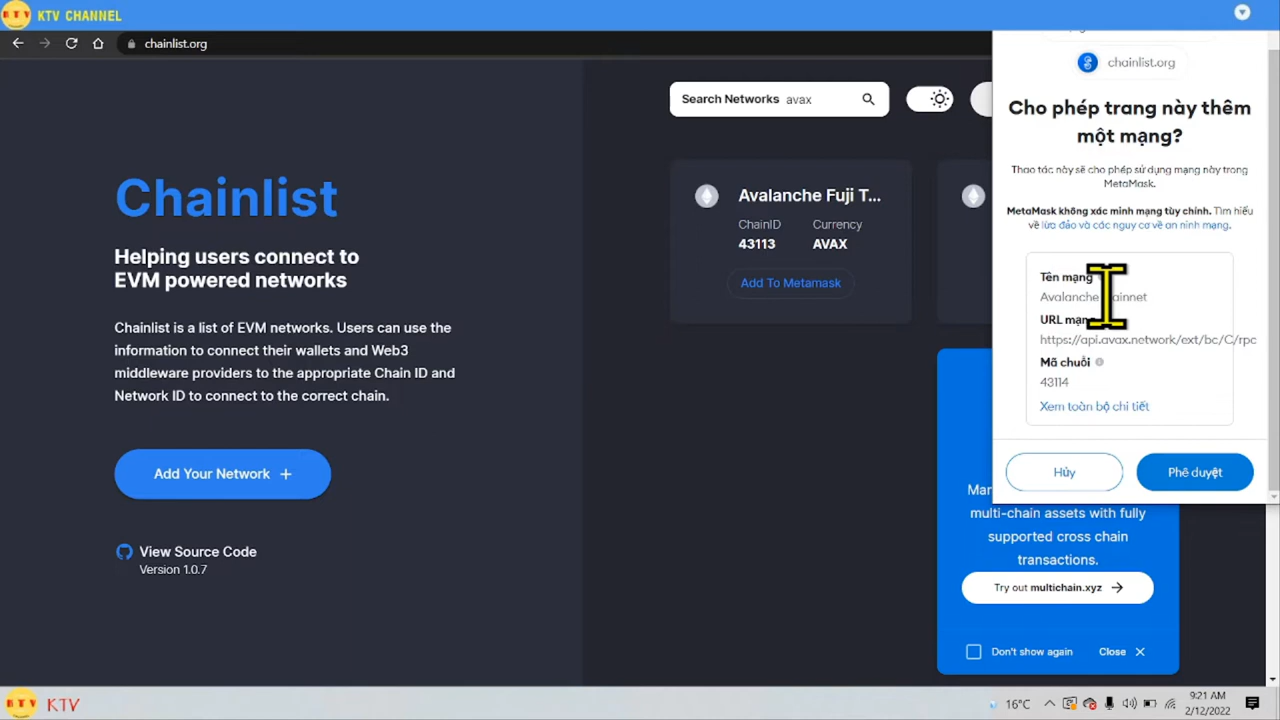 KTV CHANNEL
chainlist.org
chainlist.org
Search Networks avax
Cho phép trang này thêm
một mạng?
Thao tác này sẽ cho phép sử dụng mạng này trong
MetaMask.
MetaMask không xác minh mạng tùy chỉnh. Tìm hiểu
về lừa đảo và các nguy cơ về an ninh mạng.
Tên mạng
Avalanche
URL mạng
https://api.avax.network/ext/bc/C/rpc
Mã chuỗi
43114
Xem toàn bộ chi tiết
Hủy
Phê duyệt
Chainlist
Helping users connect to
EVM powered networks
Chainlist is a list of EVM networks. Users can use the
information to connect their wallets and Web3
middleware providers to the appropriate Chain ID and
Network ID to connect to the correct chain.
Add Your Network +
View Source Code
Version 1.0.7
Avalanche Fuji T...
ChainID Currency
43113 AVAX
Add To Metamask
multi-chain assets with fully
supported cross chain
transactions.
Try out multichain.xyz →
Don't show again Close ×
KTV
KTV
16°C
9:21 AM
2/12/2022